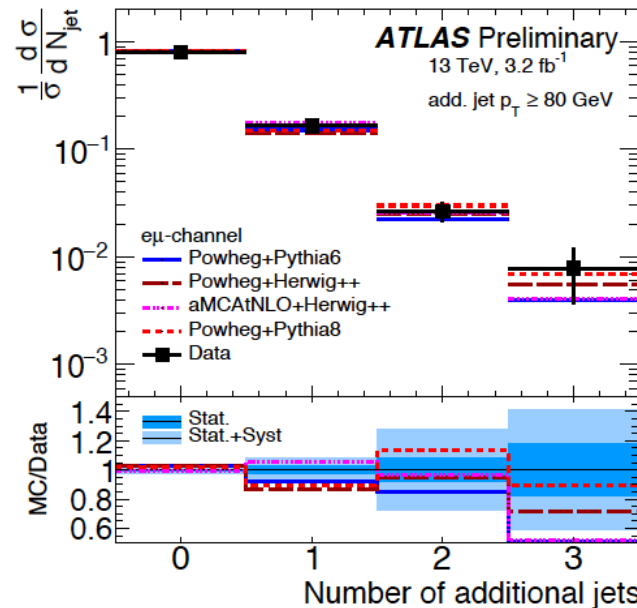 1/σ dσ/dN_jet
ATLAS Preliminary
13 TeV, 3.2 fb⁻¹
add. jet p_T ≥ 80 GeV
1
10⁻¹
10⁻²
10⁻³
eμ-channel
Powheg+Pythia6
Powheg+Herwig++
aMCAtNLO+Herwig++
Powheg+Pythia8
Data
MC/Data
1.4
1.2
1
0.8
0.6
Stat.
Stat.+Syst
0 1 2 3
Number of additional jets